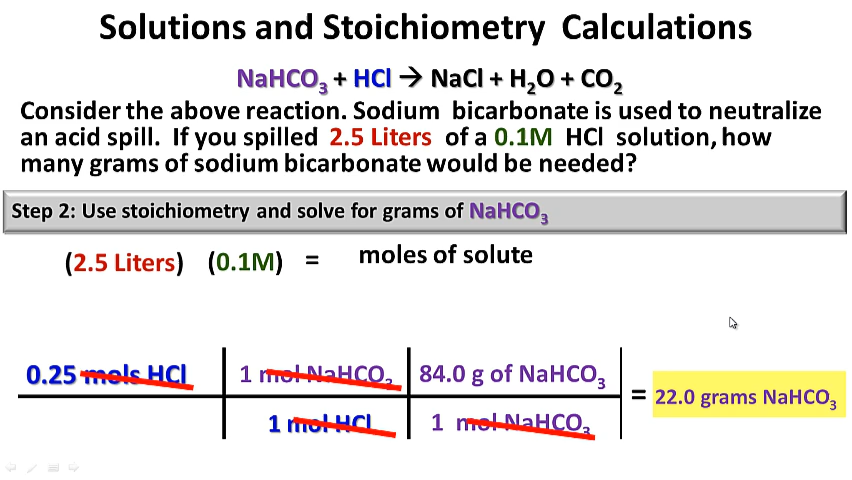 Solutions and Stoichiometry Calculations
NaHCO₃ + HCl → NaCl + H₂O + CO₂
Consider the above reaction. Sodium bicarbonate is used to neutralize
an acid spill. If you spilled 2.5 Liters of a 0.1M HCl solution, how
many grams of sodium bicarbonate would be needed?
Step 2: Use stoichiometry and solve for grams of NaHCO₃
(2.5 Liters) (0.1M) = moles of solute
0.25 mols HCl 1 mol NaHCO₃ 84.0 g of NaHCO₃
1 mol HCl 1 mol NaHCO₃
= 22.0 grams NaHCO₃